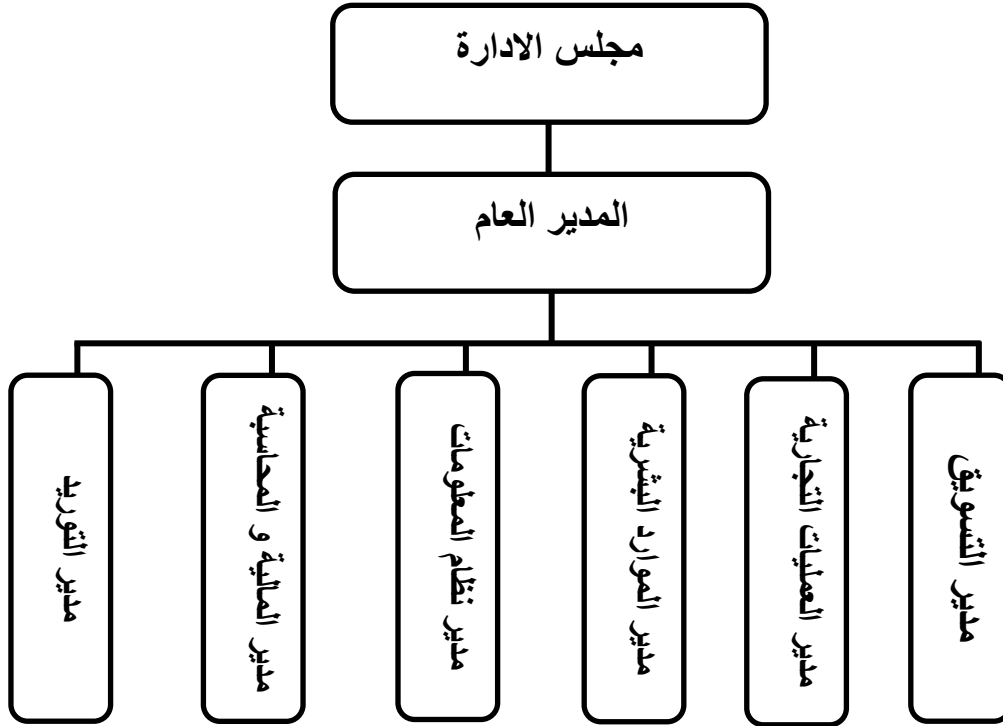 مجلس الادارة
المدير العام
مدير التسويق
مدير العمليات التجارية
مدير الموارد البشرية
مدير نظام المعلومات
مدير المالية و المحاسبة
مدير التوريد